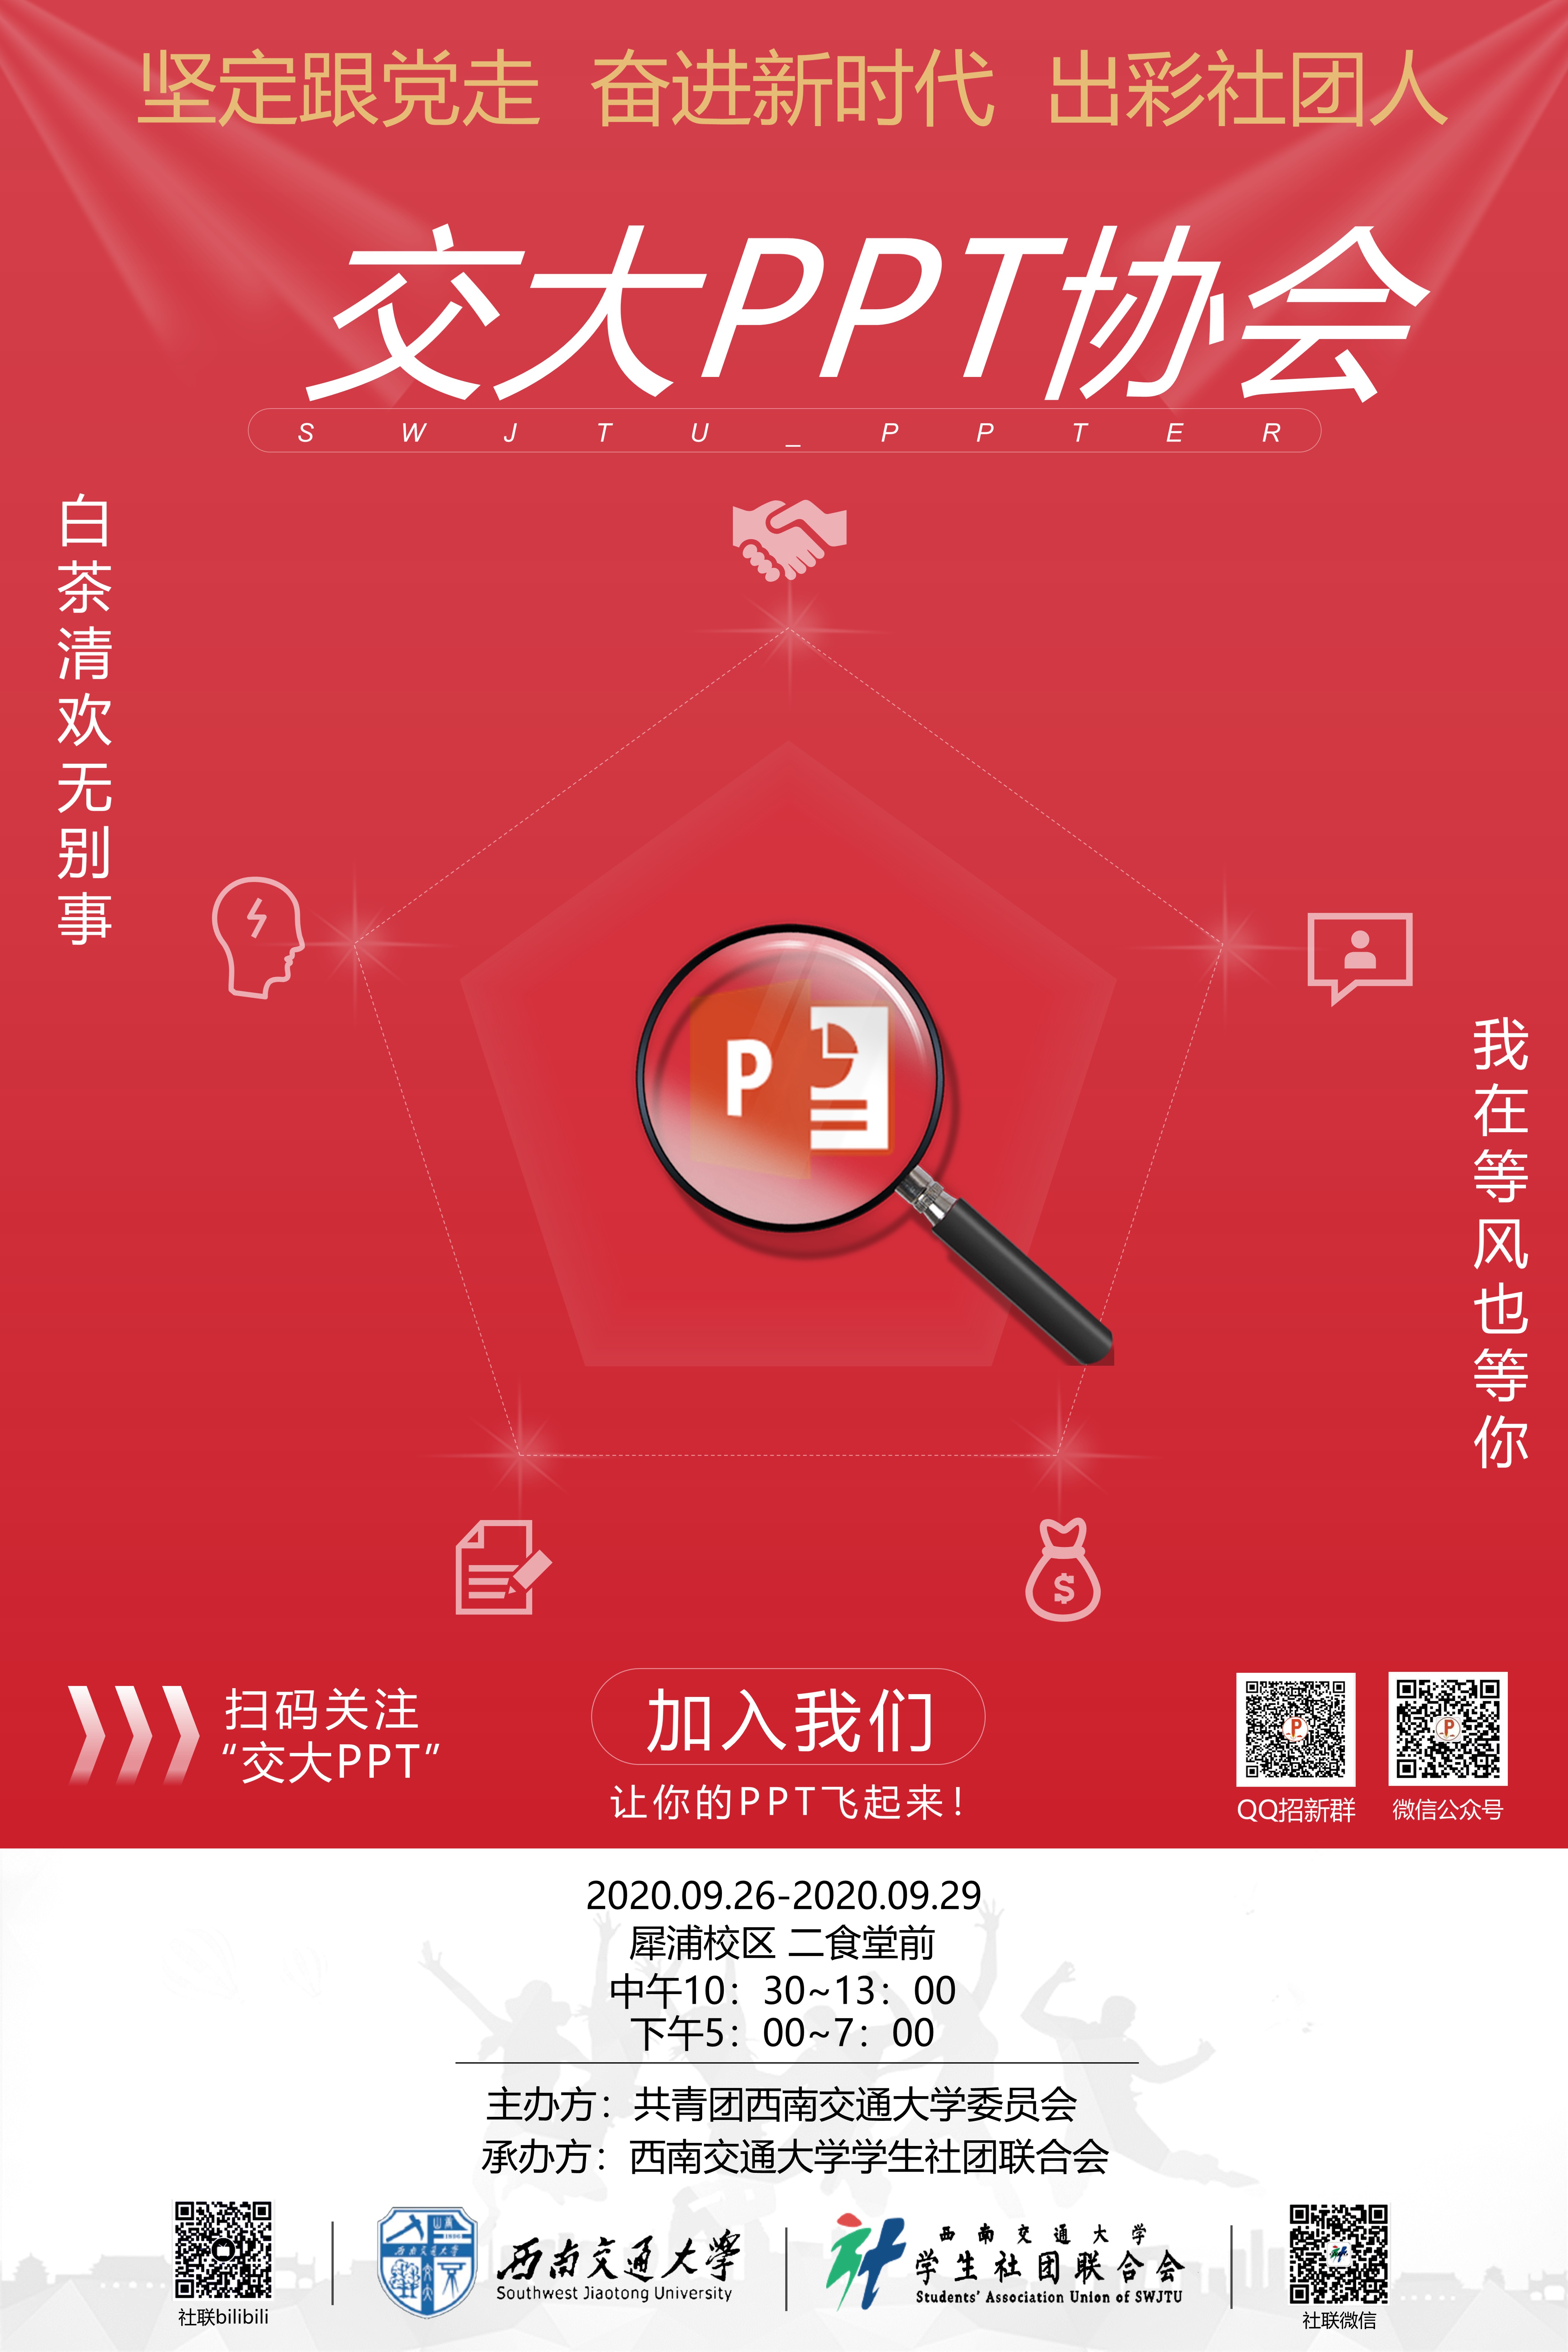 坚定跟党走 奋进新时代 出彩社团人
交大PPT协会
SWJTU_PPTER
白茶清欢无别事
我在等风也等你
P
扫码关注
“交大PPT”
加入我们
让你的PPT飞起来！
QQ招新群
微信公众号
2020.09.26-2020.09.29
犀浦校区 二食堂前
中午10：30~13：00
下午5：00~7：00
主办方：共青团西南交通大学委员会
承办方：西南交通大学学生社团联合会
社联bilibili
西南交通大学
Southwest Jiaotong University
西南交通大学
学生社团联合会
Students' Association Union of SWJTU
社联微信